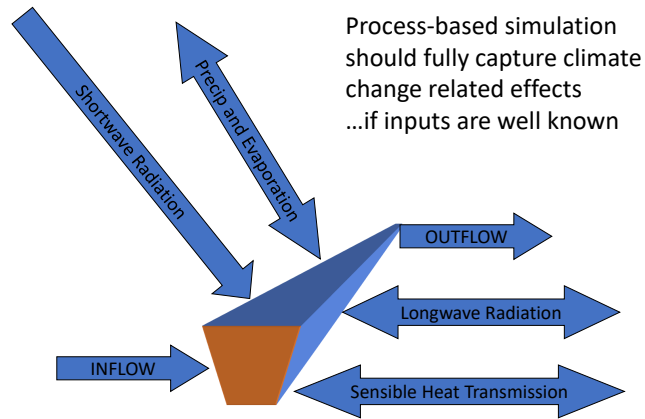 Process-based simulation
should fully capture climate
change related effects
...if inputs are well known
Shortwave Radiation
Precip and Evaporation
OUTFLOW
Longwave Radiation
INFLOW
Sensible Heat Transmission